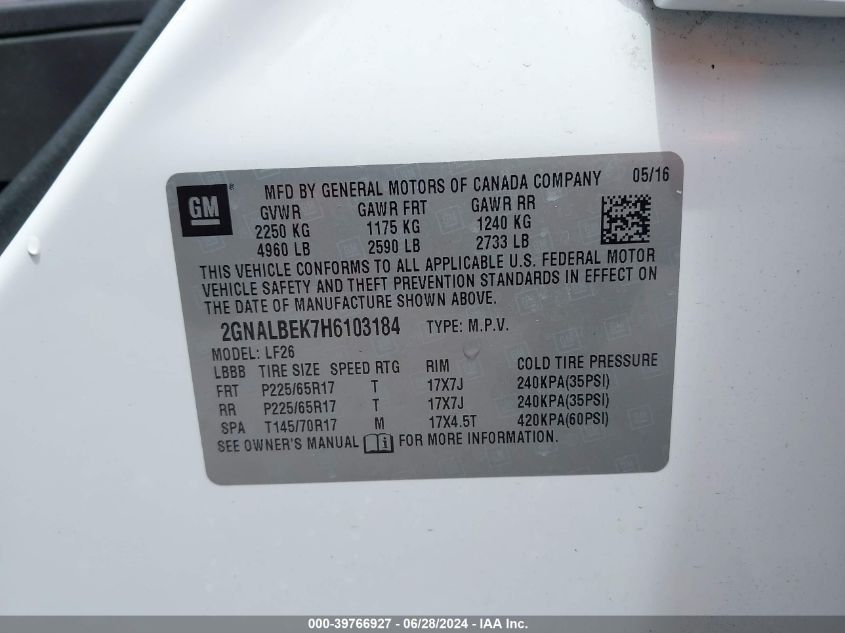 GM ® MFD BY GENERAL MOTORS OF CANADA COMPANY 05/16
GVWR GAWR FRT GAWR RR
2250 KG 1175 KG 1240 KG
4960 LB 2590 LB 2733 LB
THIS VEHICLE CONFORMS TO ALL APPLICABLE U.S. FEDERAL MOTOR
VEHICLE SAFETY AND THEFT PREVENTION STANDARDS IN EFFECT ON
THE DATE OF MANUFACTURE SHOWN ABOVE.
2GNALBEK7H6103184 TYPE: M.P.V.
MODEL: LF26
LBBB TIRE SIZE SPEED RTG RIM COLD TIRE PRESSURE
FRT P225/65R17 T 17X7J 240KPA(35PSI)
RR P225/65R17 T 17X7J 240KPA(35PSI)
SPA T145/70R17 M 17X4.5T 420KPA(60PSI)
SEE OWNER'S MANUAL i FOR MORE INFORMATION.
000-39766927 - 06/28/2024 - IAA Inc.